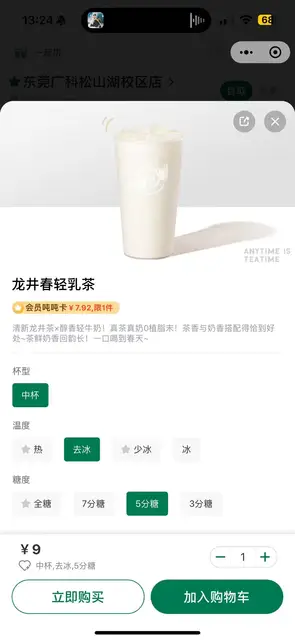 13:24
68
东莞广科松山湖校区店
自取
ANYTIME IS
TEATIME
龙井春轻乳茶
会员吨吨卡 ¥7.92,限1件
清新龙井茶×醇香轻牛奶！真茶真奶0植脂末！茶香与奶香搭配得恰到好
处~茶鲜奶香回韵长！一口喝到春天~
杯型
中杯
温度
热 去冰 少冰 冰
糖度
全糖 7分糖 5分糖 3分糖
¥9
中杯,去冰,5分糖
1
立即购买 加入购物车